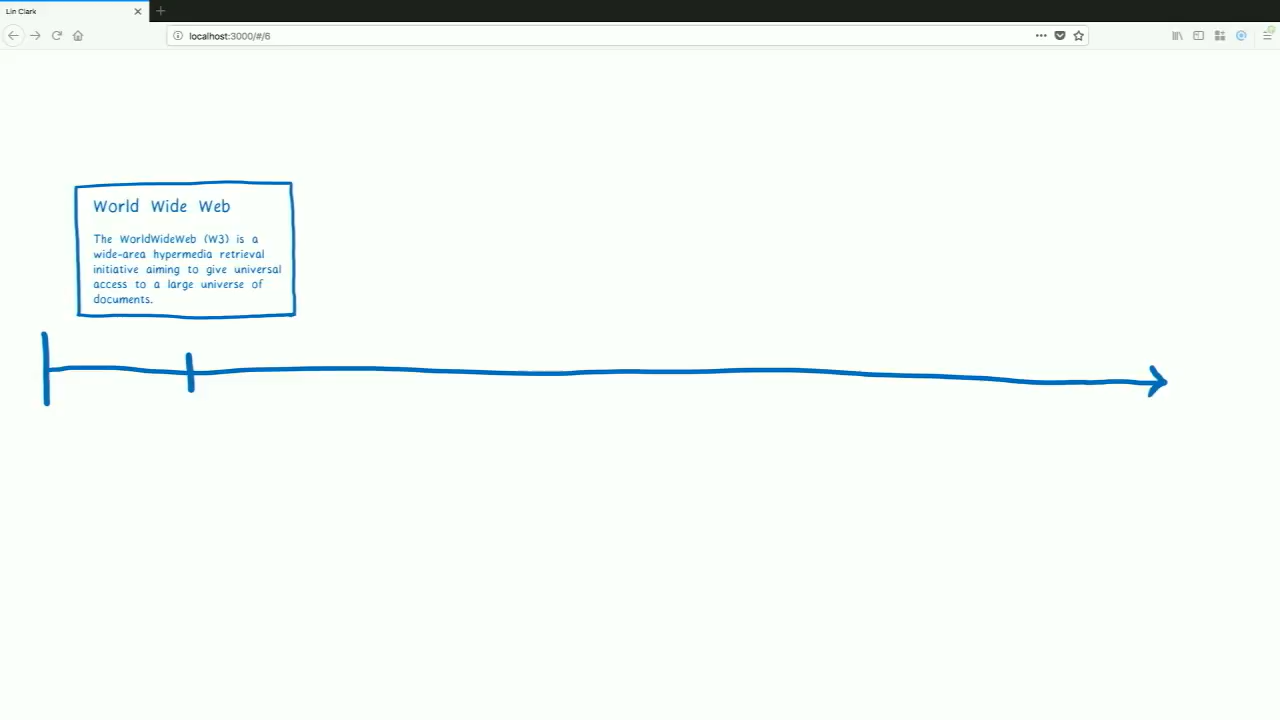 Lin Clark
localhost:3000/#/6
World Wide Web
The WorldWideWeb (W3) is a
wide-area hypermedia retrieval
initiative aiming to give universal
access to a large universe of
documents.